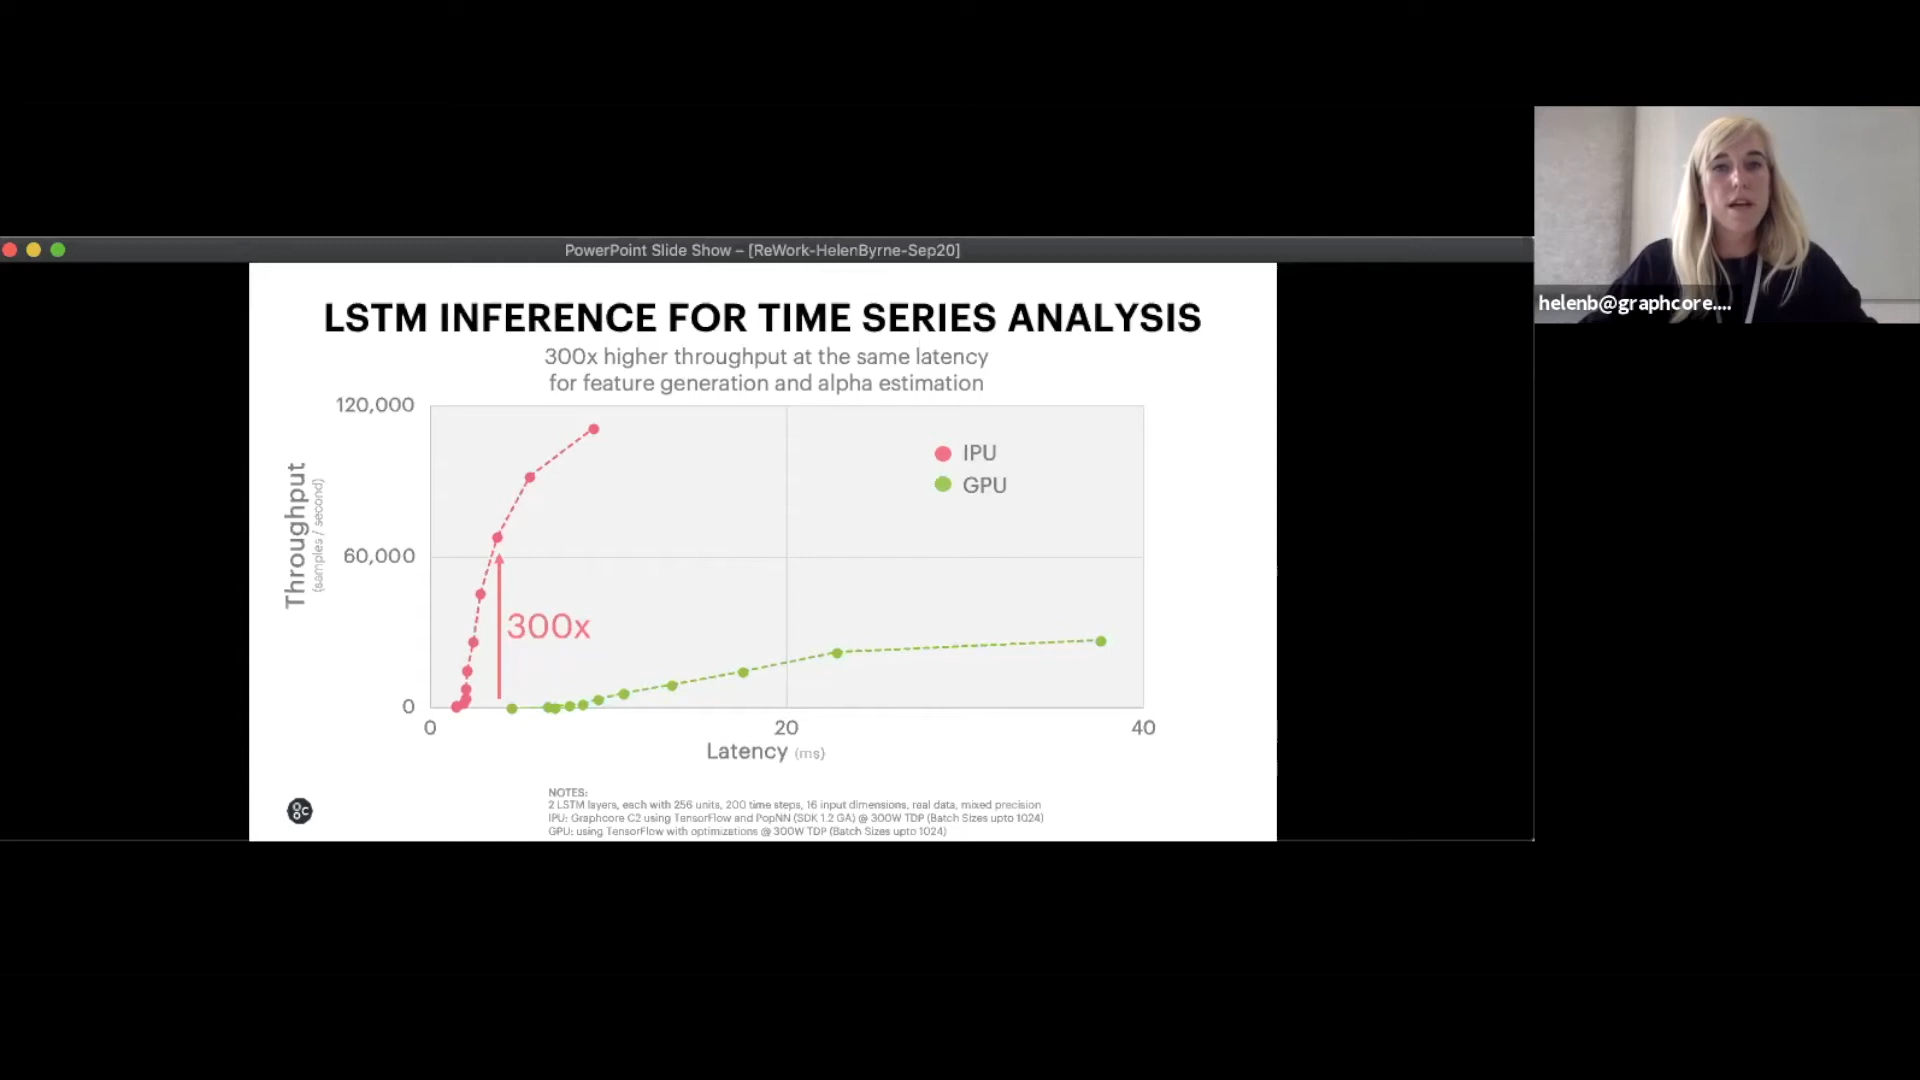 PowerPoint Slide Show – [ReWork-HelenByrne-Sep20]
helenb@graphcore....
LSTM INFERENCE FOR TIME SERIES ANALYSIS
300x higher throughput at the same latency
for feature generation and alpha estimation
120,000
60,000
0
Throughput
(samples / second)
IPU
GPU
300x
0
20
40
Latency (ms)
NOTES:
2 LSTM layers, each with 256 units, 200 time steps, 16 input dimensions, real data, mixed precision
IPU: Graphcore C2 using TensorFlow and PopNN (SDK 1.2 GA) @ 300W TDP (Batch Sizes upto 1024)
GPU: using TensorFlow with optimizations @ 300W TDP (Batch Sizes upto 1024)